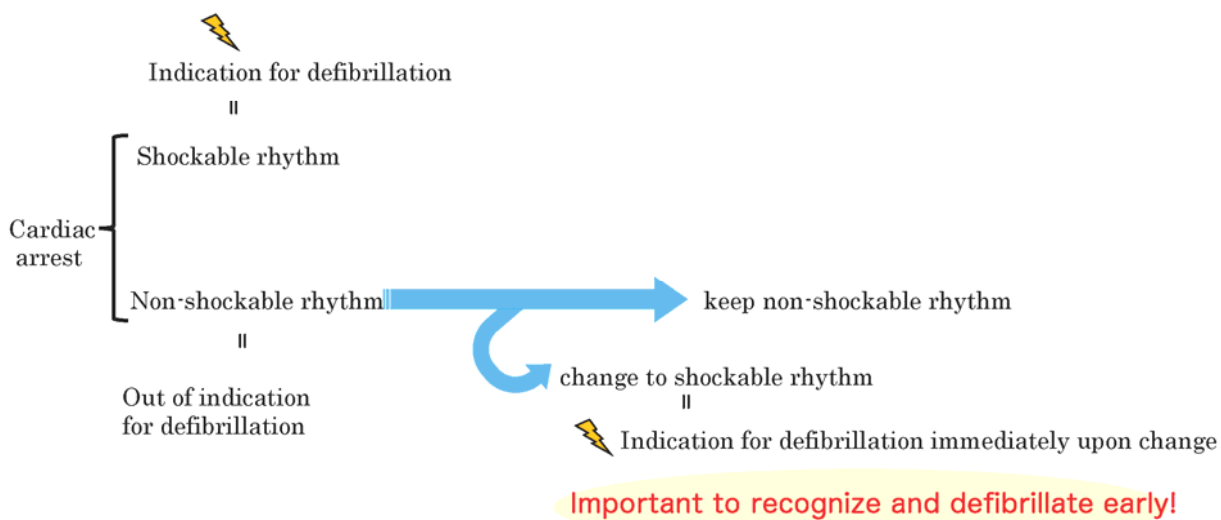 Indication for defibrillation
=
Shockable rhythm
Cardiac
arrest
Non-shockable rhythm
keep non-shockable rhythm
=
Out of indication
for defibrillation
change to shockable rhythm
=
Indication for defibrillation immediately upon change
Important to recognize and defibrillate early!